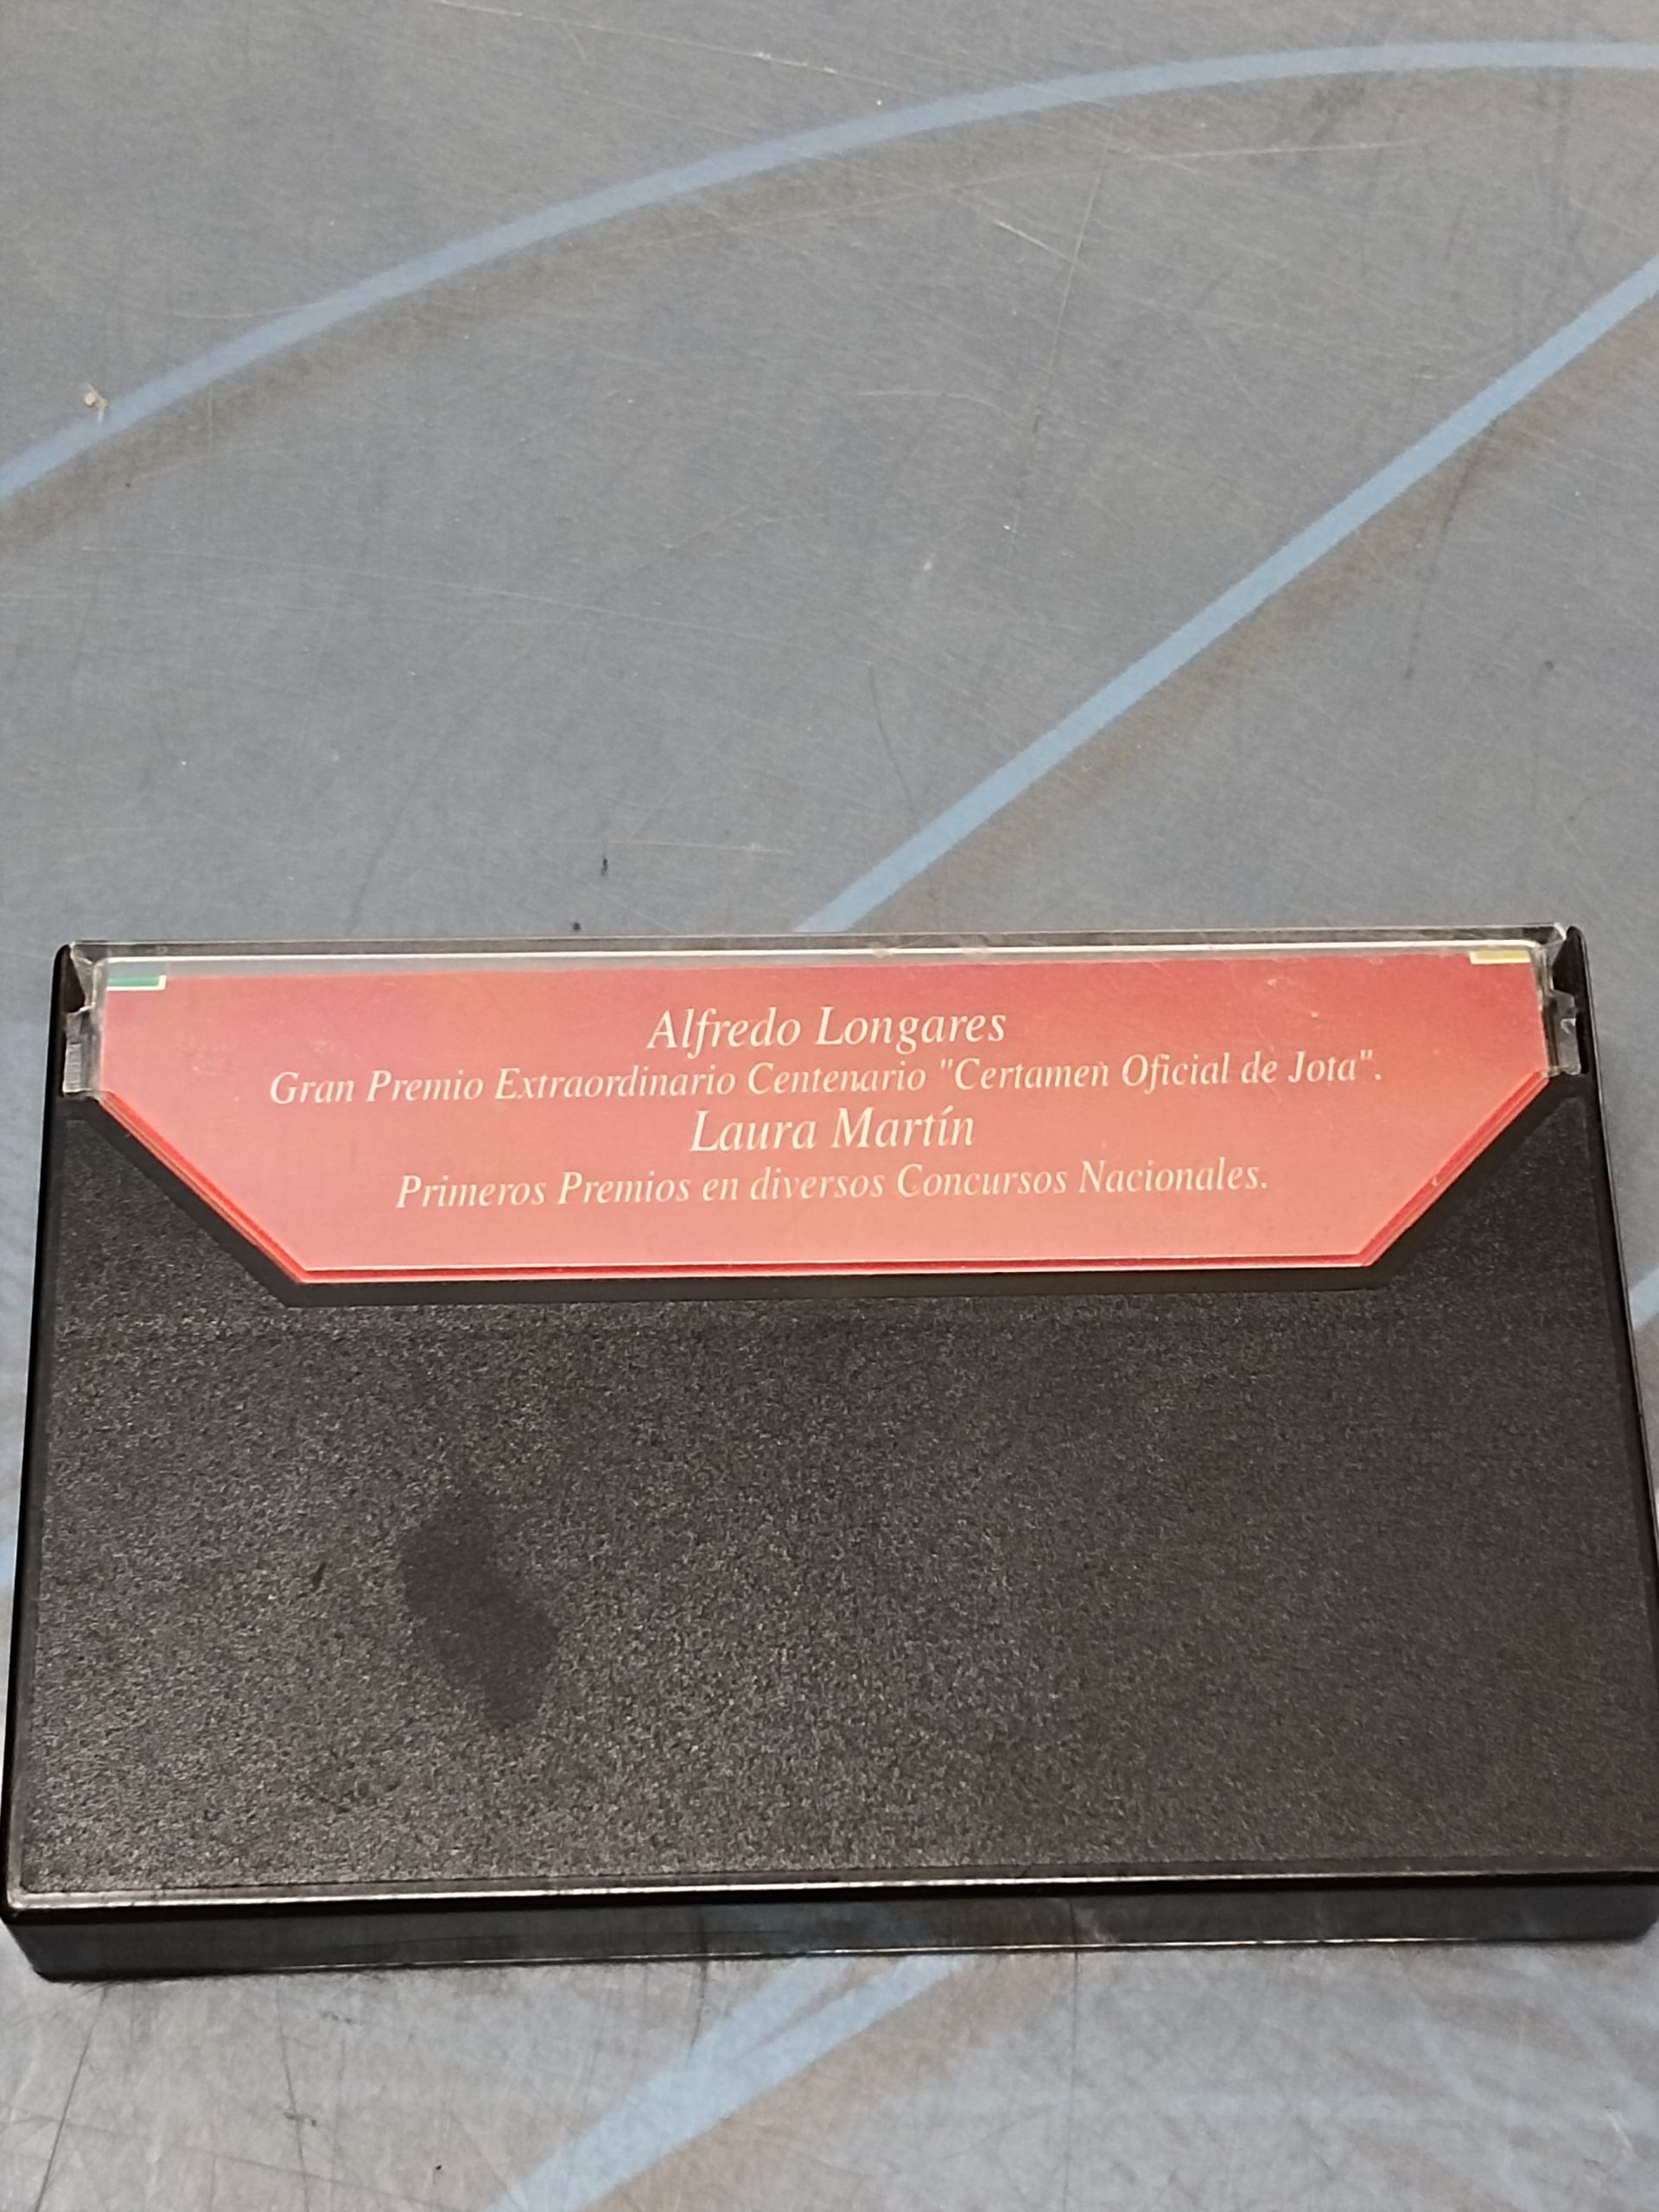 Alfredo Longares
Gran Premio Extraordinario Centenario "Certamen Oficial de Jota".
Laura Martín
Primeros Premios en diversos Concursos Nacionales.